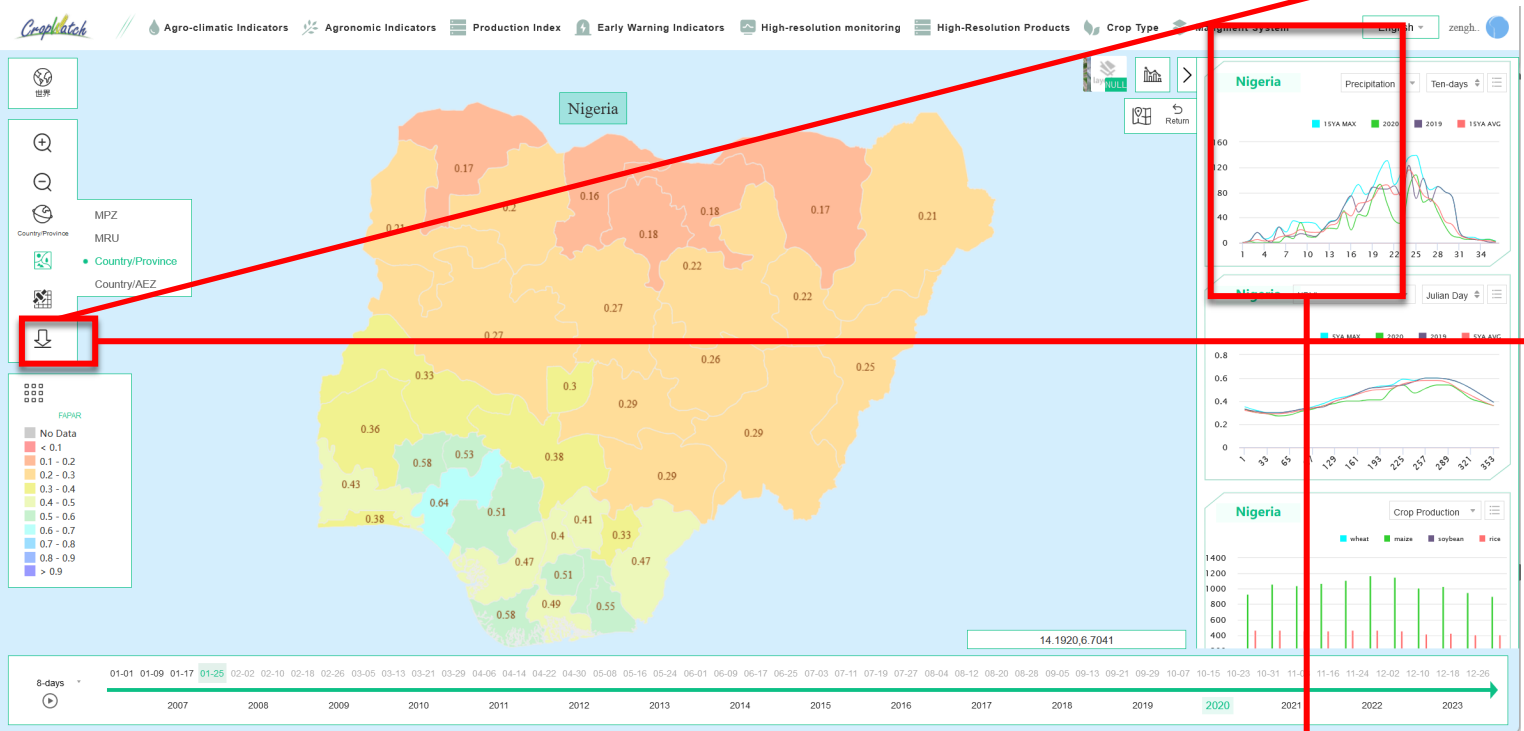 CropWatch
Agro-climatic Indicators
Agronomic Indicators
Production Index
Early Warning Indicators
High-resolution monitoring
High-Resolution Products
Crop Type
English
zengh..
世界
Country/Province
MPZ
MRU
Country/Province
Country/AEZ
FAPAR
No Data
< 0.1
0.1 - 0.2
0.2 - 0.3
0.3 - 0.4
0.4 - 0.5
0.5 - 0.6
0.6 - 0.7
0.7 - 0.8
0.8 - 0.9
> 0.9
Nigeria
0.17
0.16
0.2
0.18
0.17
0.21
0.21
0.18
0.22
0.22
0.27
0.27
0.26
0.25
0.33
0.3
0.29
0.36
0.29
0.58
0.53
0.38
0.29
0.43
0.64
0.51
0.38
0.41
0.4
0.33
0.47
0.47
0.51
0.49
0.55
0.58
NULL
Return
14.1920,6.7041
Nigeria
Precipitation
Ten-days
15YA MAX 2020 2019 15YA AVG
160
120
80
40
0
1 4 7 10 13 16 19 22 25 28 31 34
Nigeria
Julian Day
5YA MAX 2020 2019 5YA AVG
0.8
0.6
0.4
0.2
0
1 33 65 129 161 193 225 257 289 321 353
Nigeria
Crop Production
wheat maize soybean rice
1400
1200
1000
800
600
400
8-days
01-01 01-09 01-17 01-25 02-02 02-10 02-18 02-26 03-05 03-13 03-21 03-29 04-06 04-14 04-22 04-30 05-08 05-16 05-24 06-01 06-09 06-17 06-25 07-03 07-11 07-19 07-27 08-04 08-12 08-20 08-28 09-05 09-13 09-21 09-29 10-07 10-15 10-23 10-31 11-16 11-24 12-02 12-10 12-18 12-26
2007 2008 2009 2010 2011 2012 2013 2014 2015 2016 2017 2018 2019 2020 2021 2022 2023